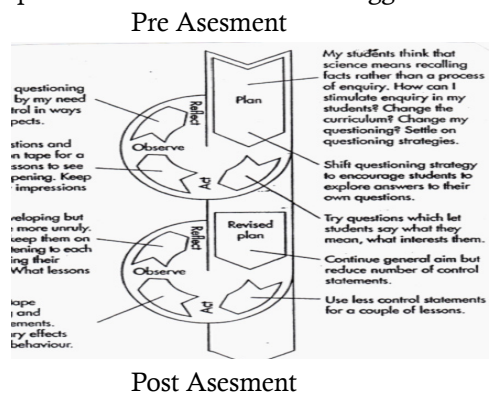 Pre Asesment
questioning
by my need
trol in ways
pects.
Reflect
Observe
Act
Plan
My students think that
science means recalling
facts rather than a process
of enquiry. How can I
stimulate enquiry in my
students? Change the
curriculum? Change my
questioning? Settle on
questioning strategies.
stions and
on tape for a
ssons to see
pening. Keep
impressions
Shift questioning strategy
to encourage students to
explore answers to their
own questions.
Try questions which let
students say what they
mean, what interests them.
veloping but
more unruly.
keep them on
tening to each
ing their
What lessons
Reflect
Observe
Act
Revised
plan
Continue general aim but
reduce number of control
statements.
Use less control statements
for a couple of lessons.
tape
g and
ements.
ry effects
behaviour.
Post Asesment